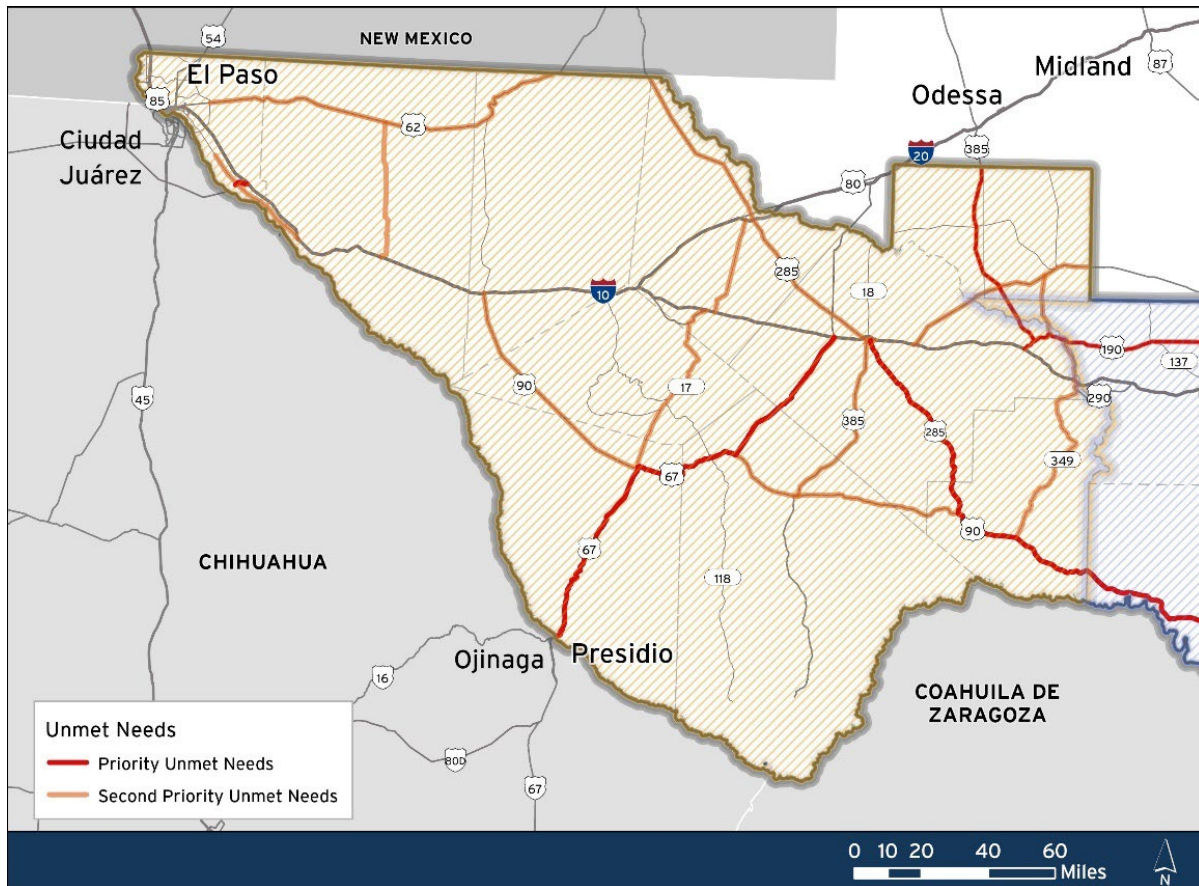 NEW MEXICO
54
El Paso
85
Ciudad
Juárez
62
Midland
87
Odessa
385
20
80
285
18
10
90
17
385
285
190
137
290
349
45
67
67
90
118
CHIHUAHUA
Ojinaga
Presidio
16
80D
67
COAHUILA DE
ZARAGOZA
Unmet Needs
Priority Unmet Needs
Second Priority Unmet Needs
0 10 20 40 60
Miles
N